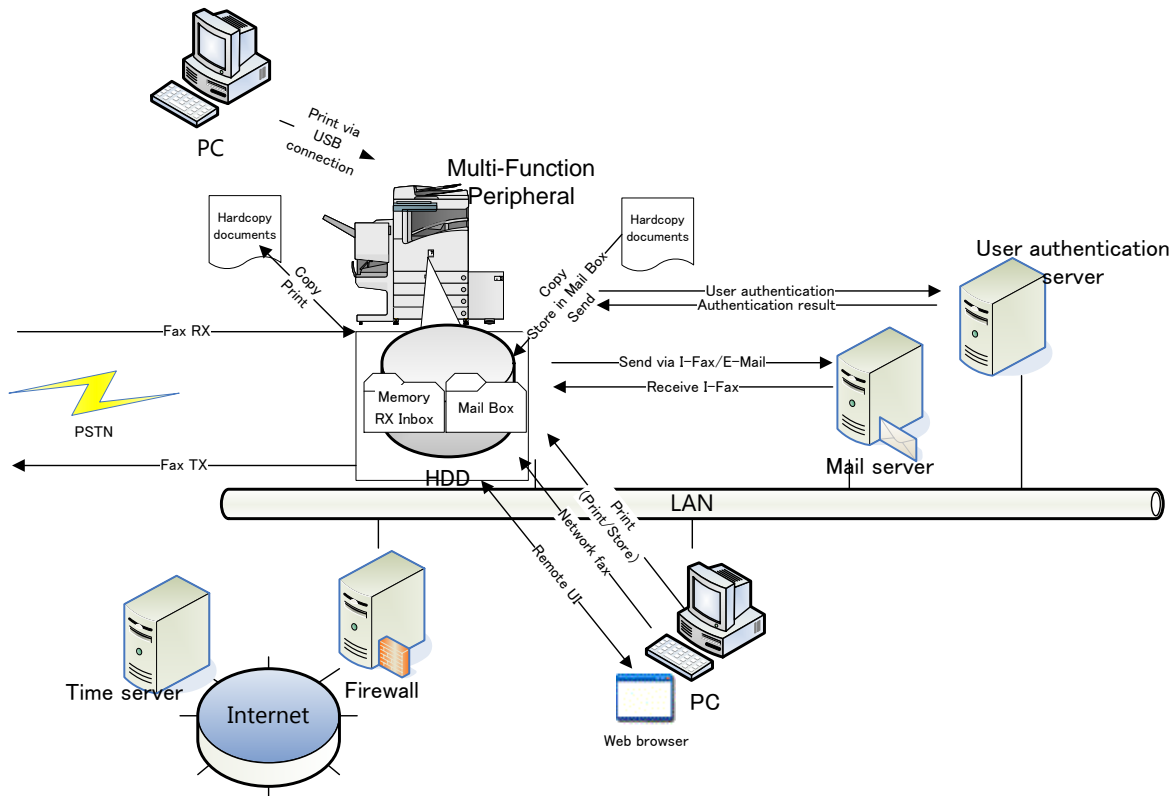 PC
Print via
USB
connection
Multi-Function
Peripheral
Hardcopy
documents
Copy
Print
Hardcopy
documents
Copy
Store in Mail Box
Send
User authentication
server
User authentication
Authentication result
Fax RX
Send via I-Fax/E-Mail
Receive I-Fax
Memory
RX Inbox
Mail Box
PSTN
Fax TX
HDD
Mail server
LAN
Print
(Print/Store)
Network fax
Remote UI
Time server
Firewall
Internet
PC
Web browser